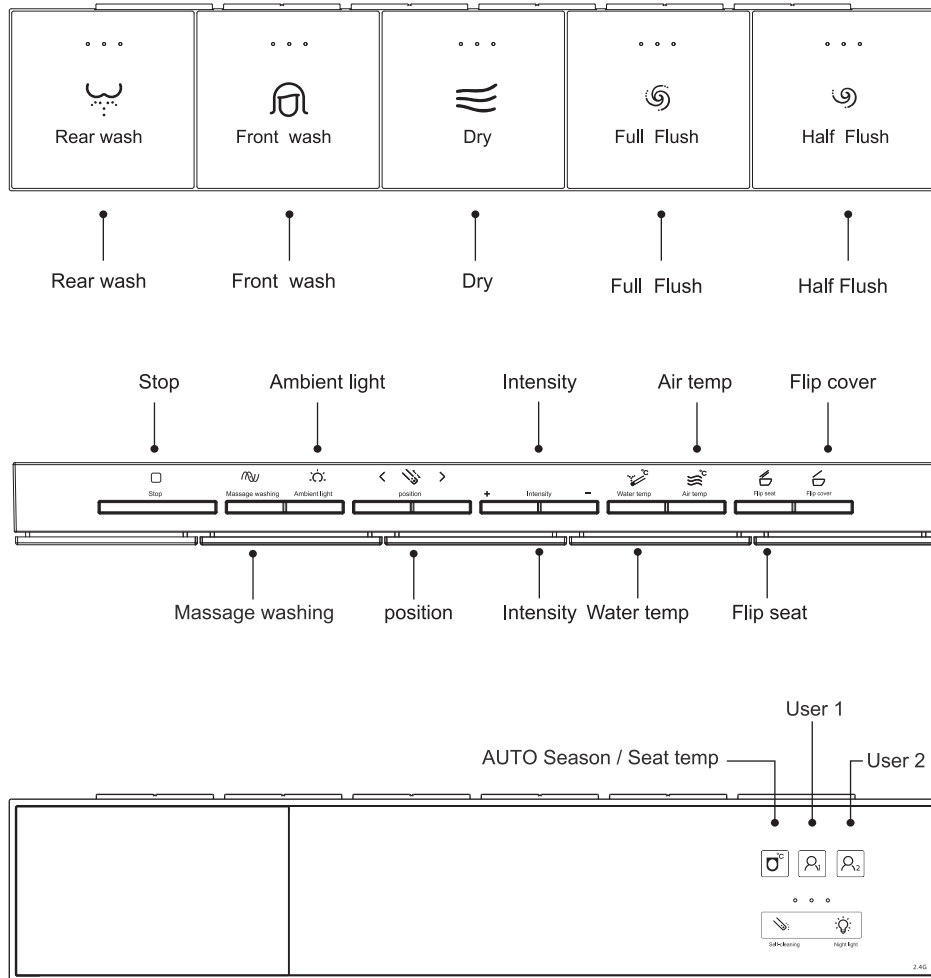 Rear wash Front wash Dry Full Flush Half Flush
Rear wash Front wash Dry Full Flush Half Flush
Stop Ambient light Intensity Air temp Flip cover
°C °C
< >
Stop Massage washing Ambient light position + Intensity − Water temp Air temp Flip seat Flip cover
Massage washing position Intensity Water temp Flip seat
User 1
AUTO Season / Seat temp User 2
°C 1 2
Self-cleaning Night light
2.4G